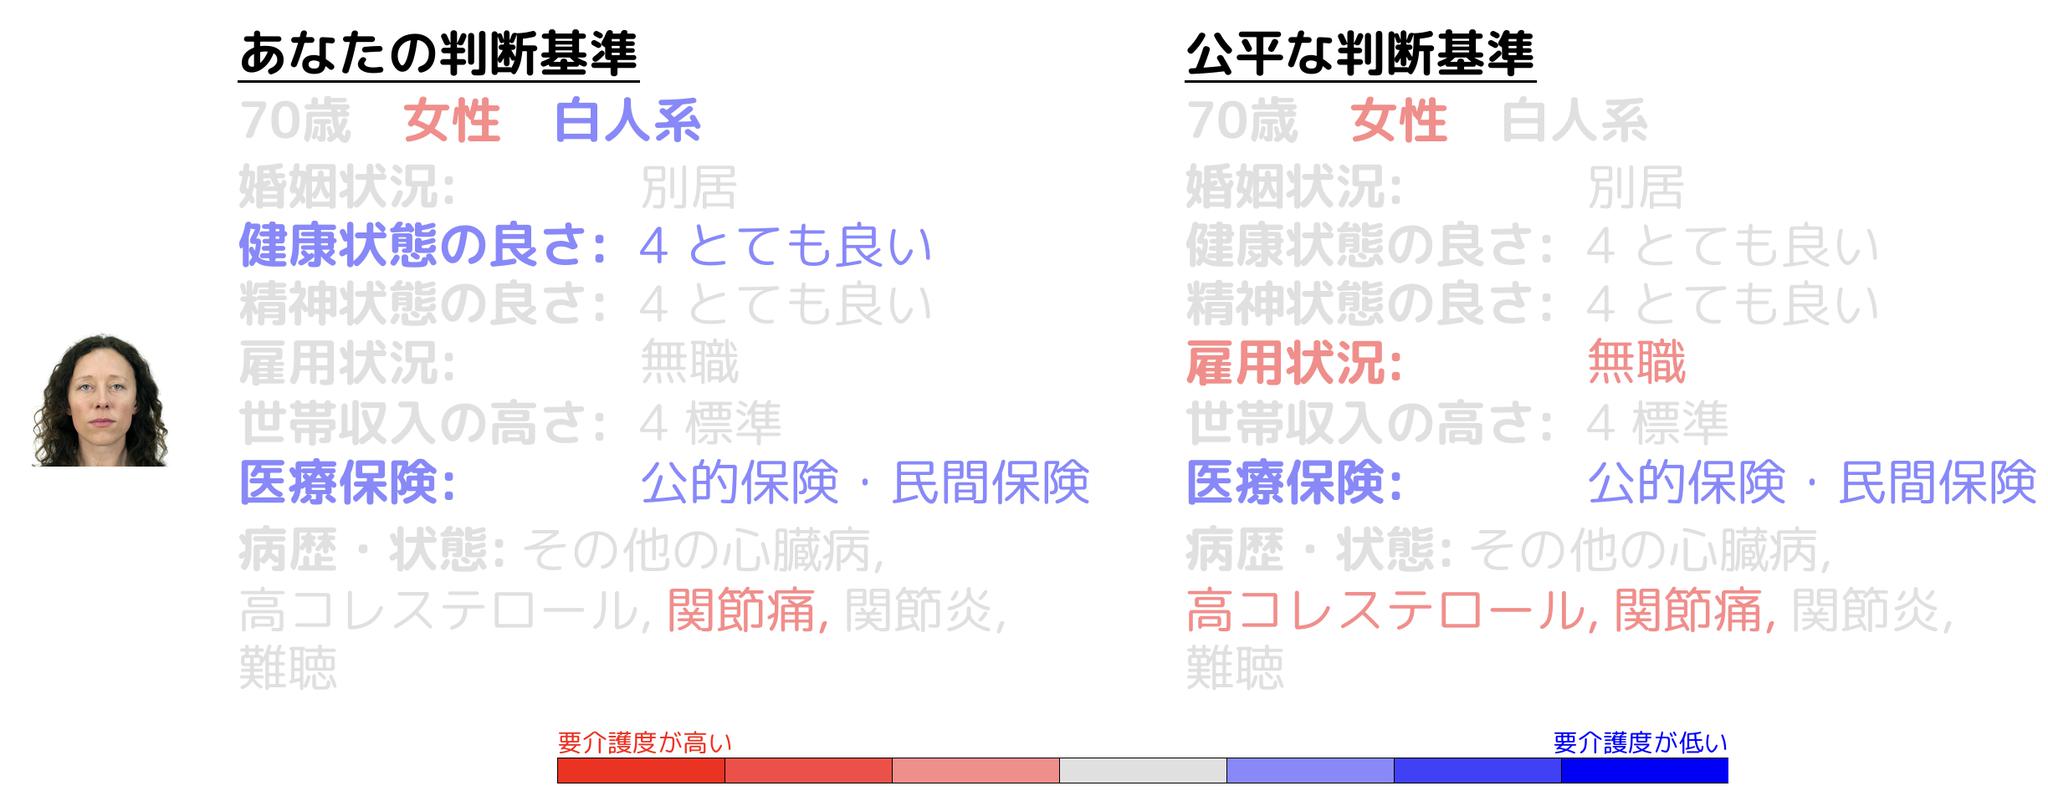 あなたの判断基準
70歳 女性 白人系
婚姻状況: 別居
健康状態の良さ: 4 とても良い
精神状態の良さ: 4 とても良い
雇用状況: 無職
世帯収入の高さ: 4 標準
医療保険: 公的保険・民間保険
病歴・状態: その他の心臓病,
高コレステロール, 関節痛, 関節炎,
難聴
公平な判断基準
70歳 女性 白人系
婚姻状況: 別居
健康状態の良さ: 4 とても良い
精神状態の良さ: 4 とても良い
雇用状況: 無職
世帯収入の高さ: 4 標準
医療保険: 公的保険・民間保険
病歴・状態: その他の心臓病,
高コレステロール, 関節痛, 関節炎,
難聴
要介護度が高い
要介護度が低い